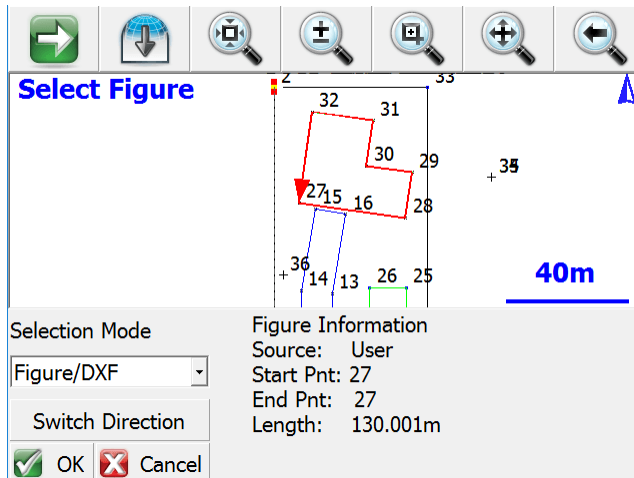 2
33
Select Figure
32
31
30
29
27
15
16
28
36
40m
14
13
26
25
Selection Mode
Figure Information
Source: User
Figure/DXF
Start Pnt: 27
End Pnt: 27
Switch Direction
Length: 130.001m
OK
Cancel